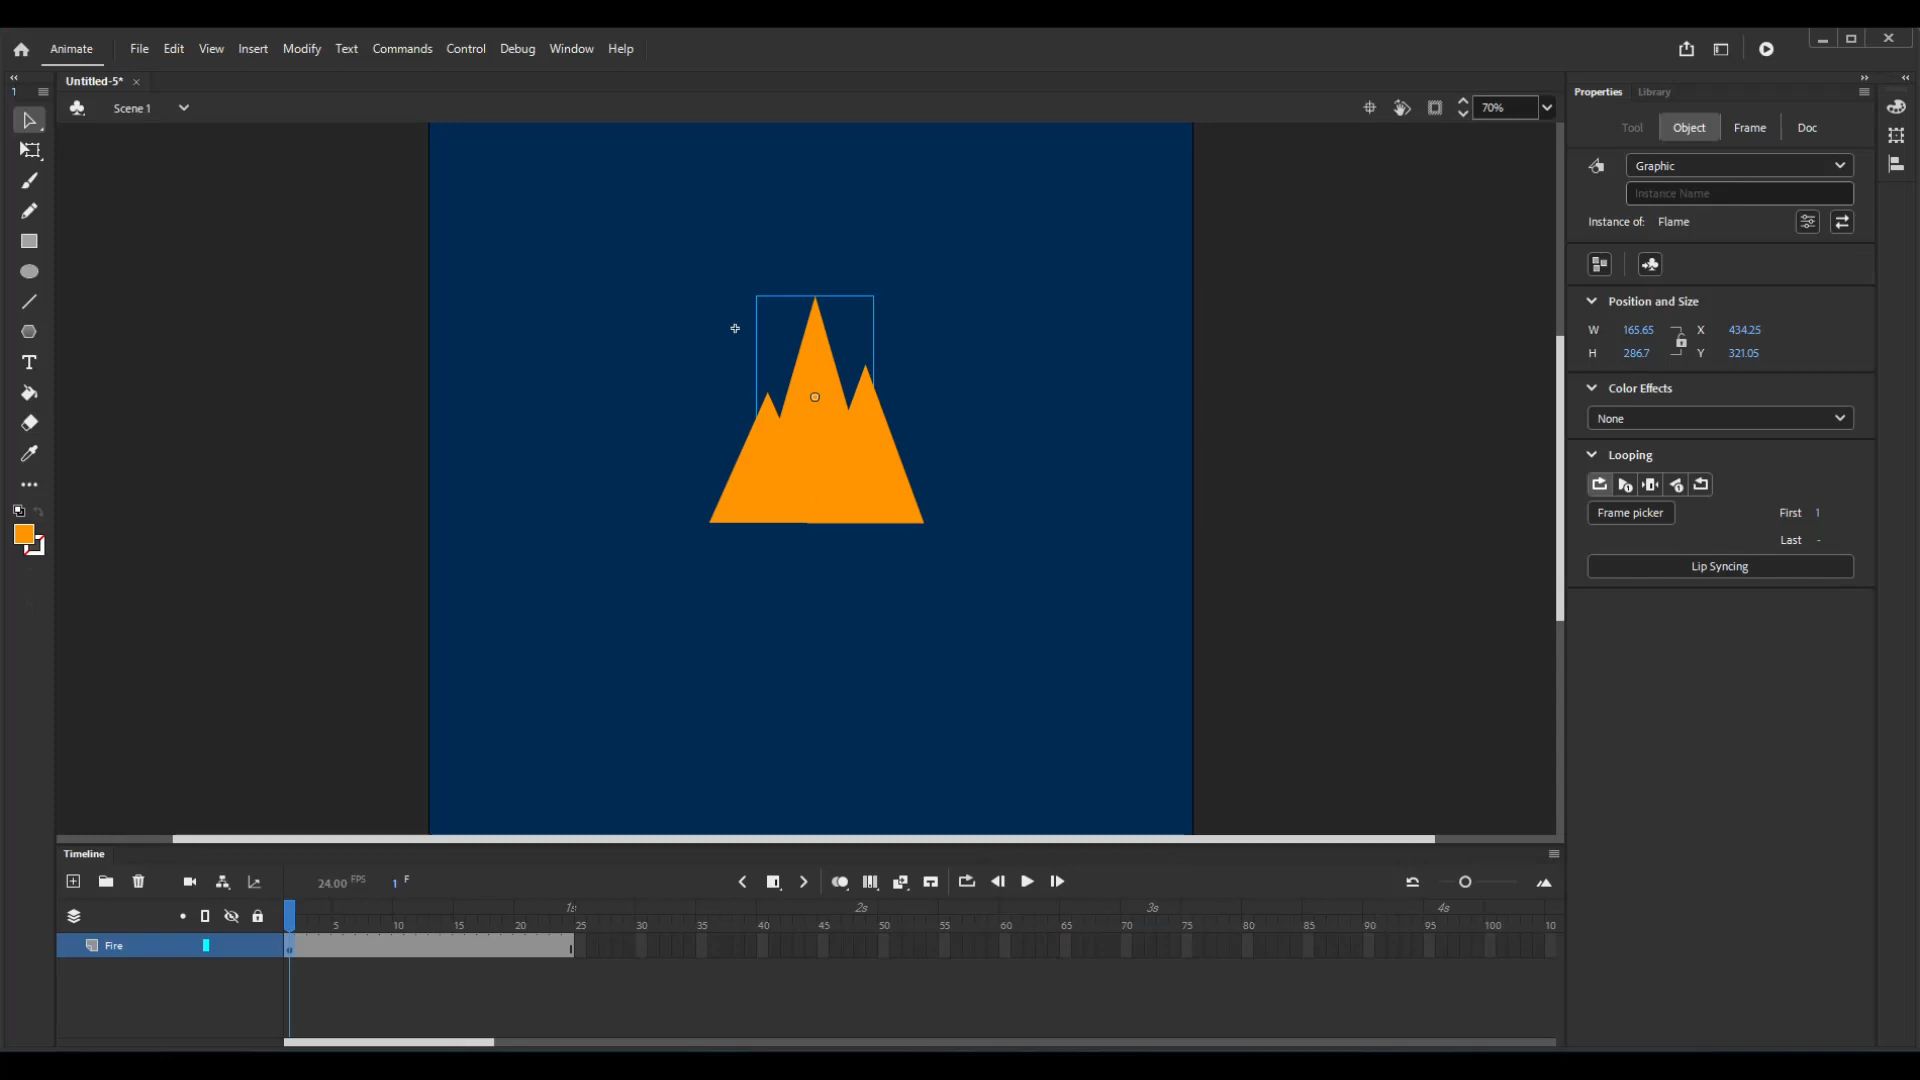 Animate File Edit View Insert Modify Text Commands Control Debug Window Help
Untitled-5*
Scene 1
70%
Properties Library
Tool Object Frame Doc
Graphic
Instance Name
Instance of: Flame
Position and Size
W 165.65 X 434.25
H 286.7 Y 321.05
Color Effects
None
Looping
Frame picker First 1
Last -
Lip Syncing
Timeline
24.00 FPS 1 F
1s 2s 3s 4s
5 10 15 20 25 30 35 40 45 50 55 60 65 70 75 80 85 90 95 100 10
Fire